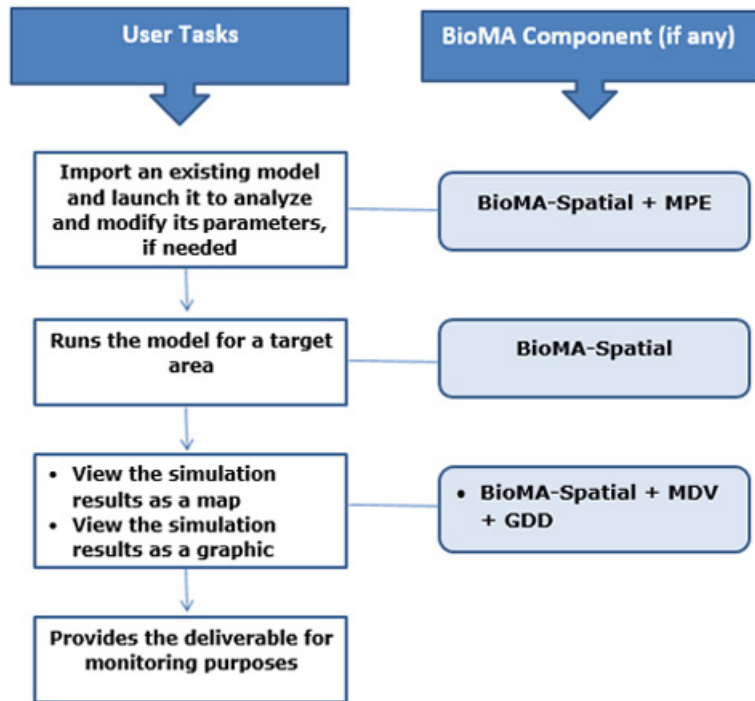 User Tasks
BioMA Component (if any)
Import an existing model
and launch it to analyze
and modify its parameters,
if needed
BioMA-Spatial + MPE
Runs the model for a target
area
BioMA-Spatial
• View the simulation
results as a map
• View the simulation
results as a graphic
• BioMA-Spatial + MDV
+ GDD
Provides the deliverable for
monitoring purposes